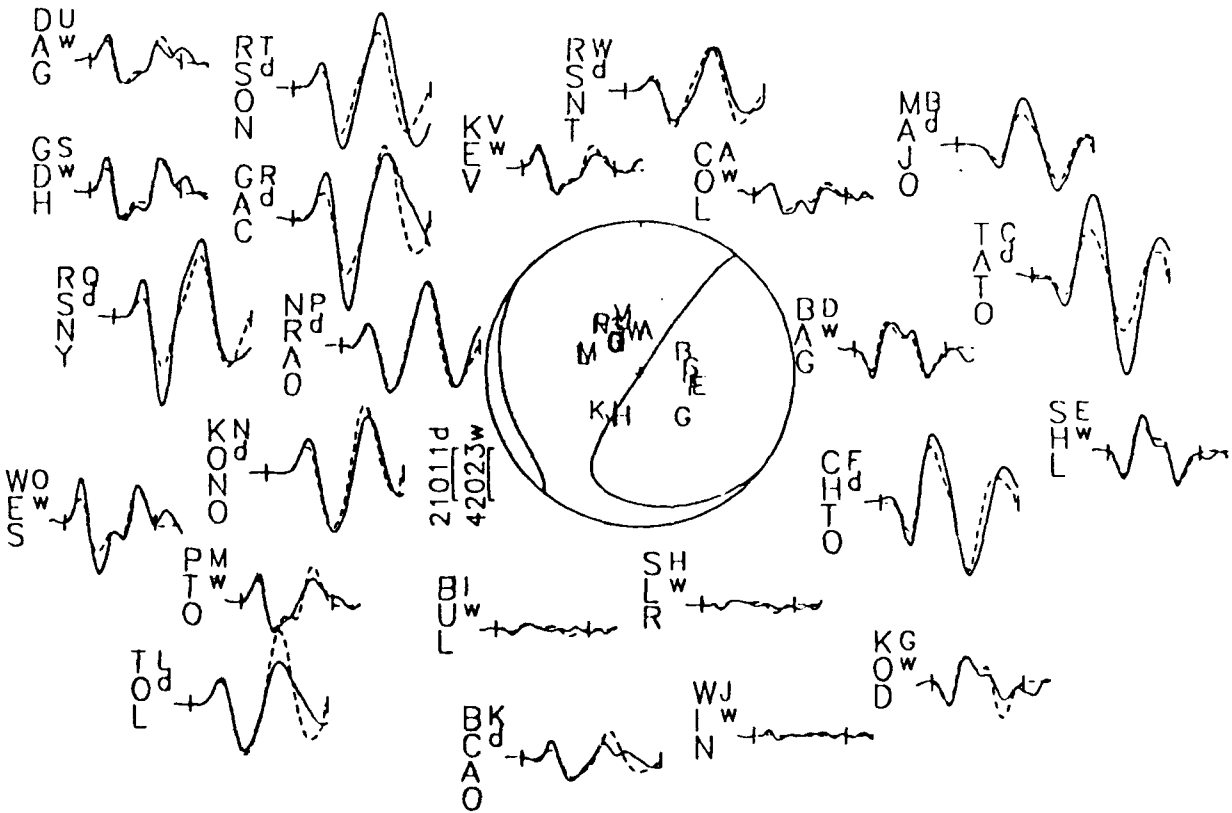 DAG U w
RSON T d
RSNT W d
MAJO B d
KEV V w
COL A w
GDH S w
GAC R d
TATO C d
RSNY Q d
NRAO P d
BAG D w
KONO N d
SHL E w
WES O w
CHTO F d
21011d
42023w
PTO M w
BUL I w
SLR H w
TOL L d
KOD G w
WIN J w
BCAO K d
K H
G